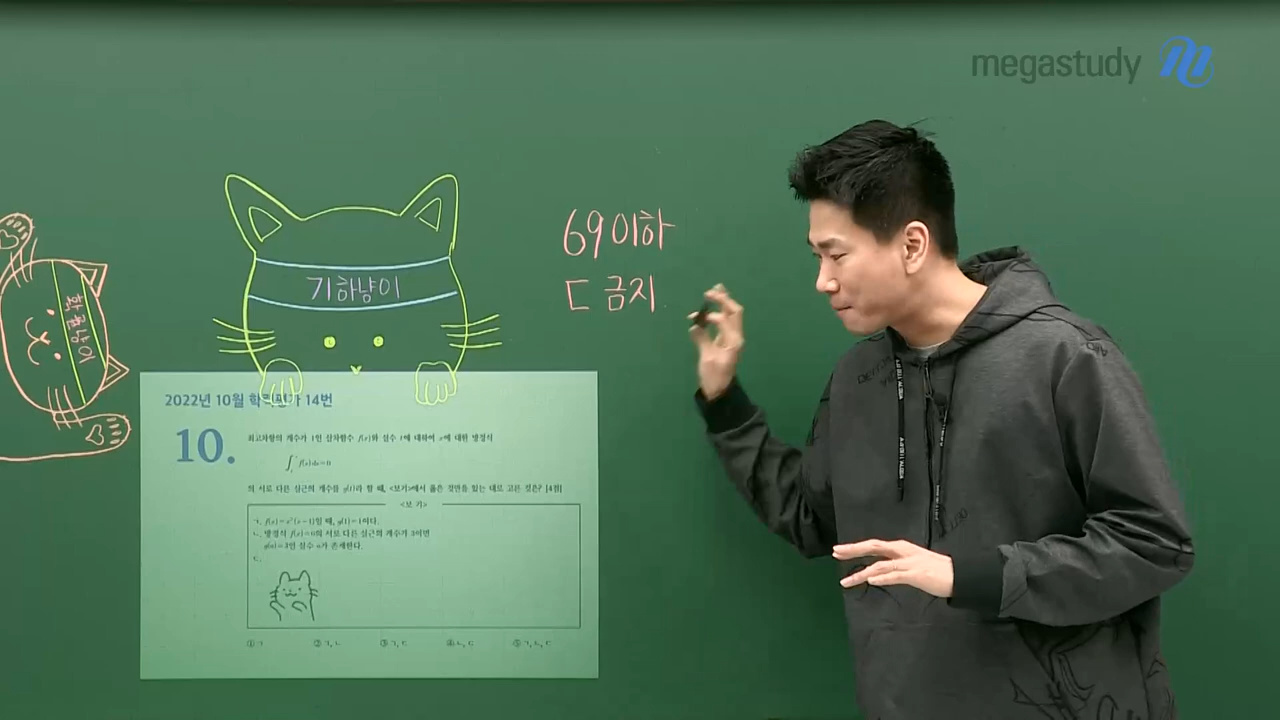 megastudy
69이하
ㄷ 금지
기하냥이
확률냥이
2022년 10월 학력평가 14번
10. 최고차항의 계수가 1인 삼차함수 f(x)와 실수 t에 대하여 x에 대한 방정식
의 서로 다른 실근의 개수를 g(t)라 할 때, <보기>에서 옳은 것만을 있는 대로 고른 것은? [4점]
<보 기>
ㄱ. f(x)=x²(x-1)일 때, g(1)=1이다.
ㄴ. 방정식 f(x)=0의 서로 다른 실근의 개수가 3이면
g(a)=3인 실수 a가 존재한다.
ㄷ.
① ㄱ ② ㄱ, ㄴ ③ ㄱ, ㄷ ④ ㄴ, ㄷ ⑤ ㄱ, ㄴ, ㄷ